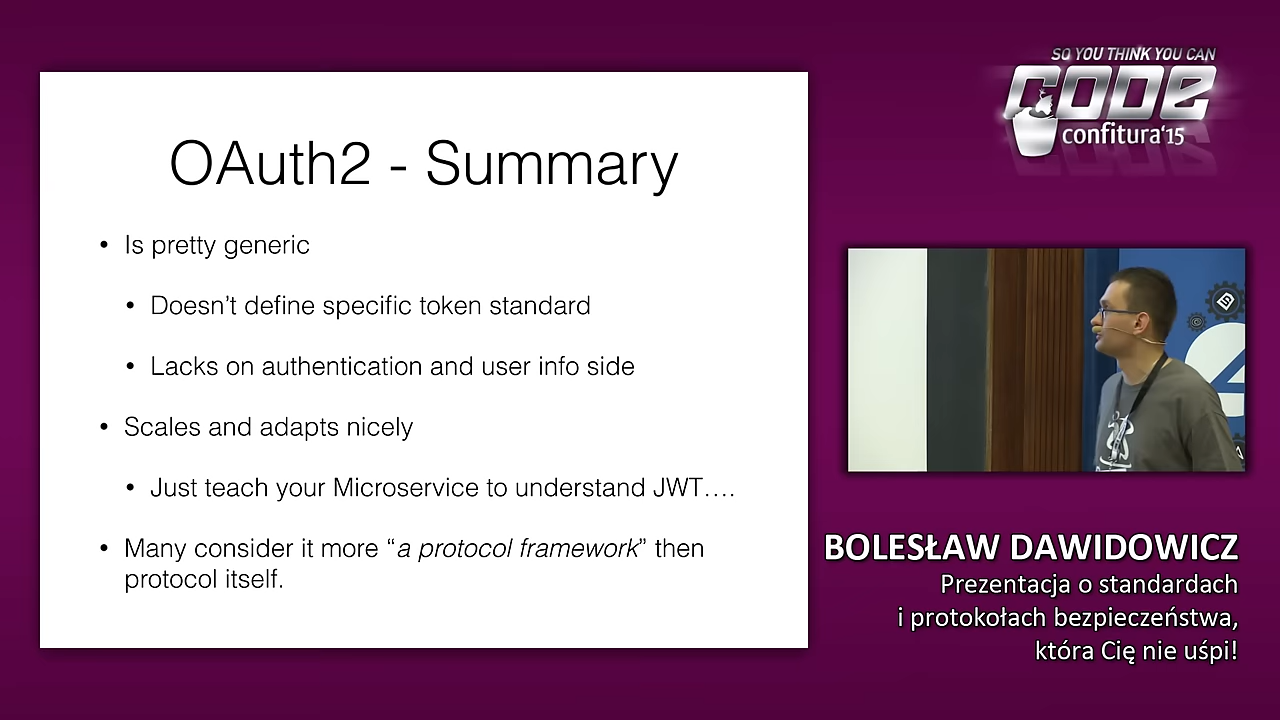 OAuth2 - Summary
• Is pretty generic
• Doesn’t define specific token standard
• Lacks on authentication and user info side
• Scales and adapts nicely
• Just teach your Microservice to understand JWT….
• Many consider it more “a protocol framework” then
protocol itself.
SO YOU THINK YOU CAN
CODE
confitura'15
BOLESŁAW DAWIDOWICZ
Prezentacja o standardach
i protokołach bezpieczeństwa,
która Cię nie uśpi!